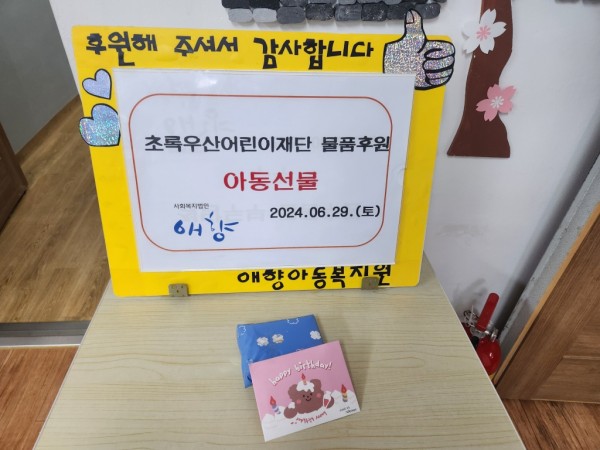 후원해 주셔서 감사합니다
초록우산어린이재단 물품후원
아동선물
사회복지법인
애향
2024.06.29.(토)
애향아동복지원
happy birthday!